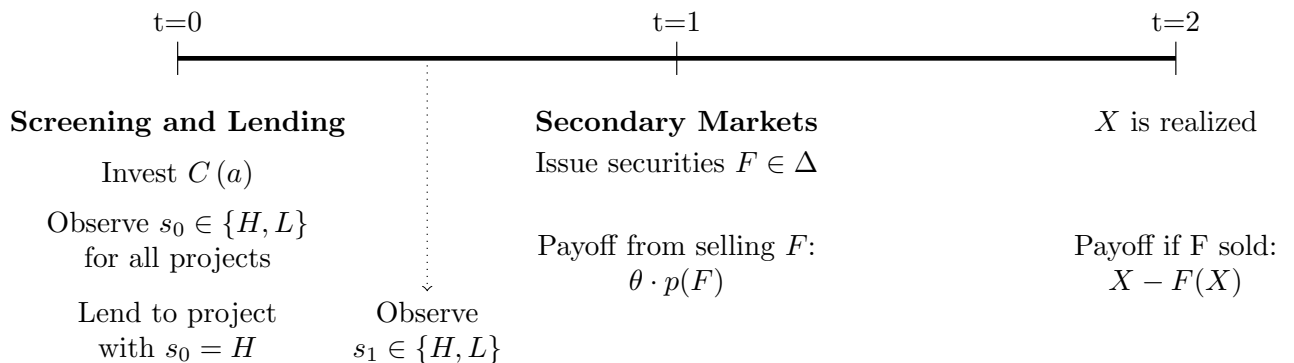 t=0
t=1
t=2
Screening and Lending
Invest C (a)
Observe s₀ ∈ {H, L}
for all projects
Lend to project
with s₀ = H
Observe
s₁ ∈ {H, L}
Secondary Markets
Issue securities F ∈ Δ
Payoff from selling F:
θ · p(F)
X is realized
Payoff if F sold:
X − F(X)